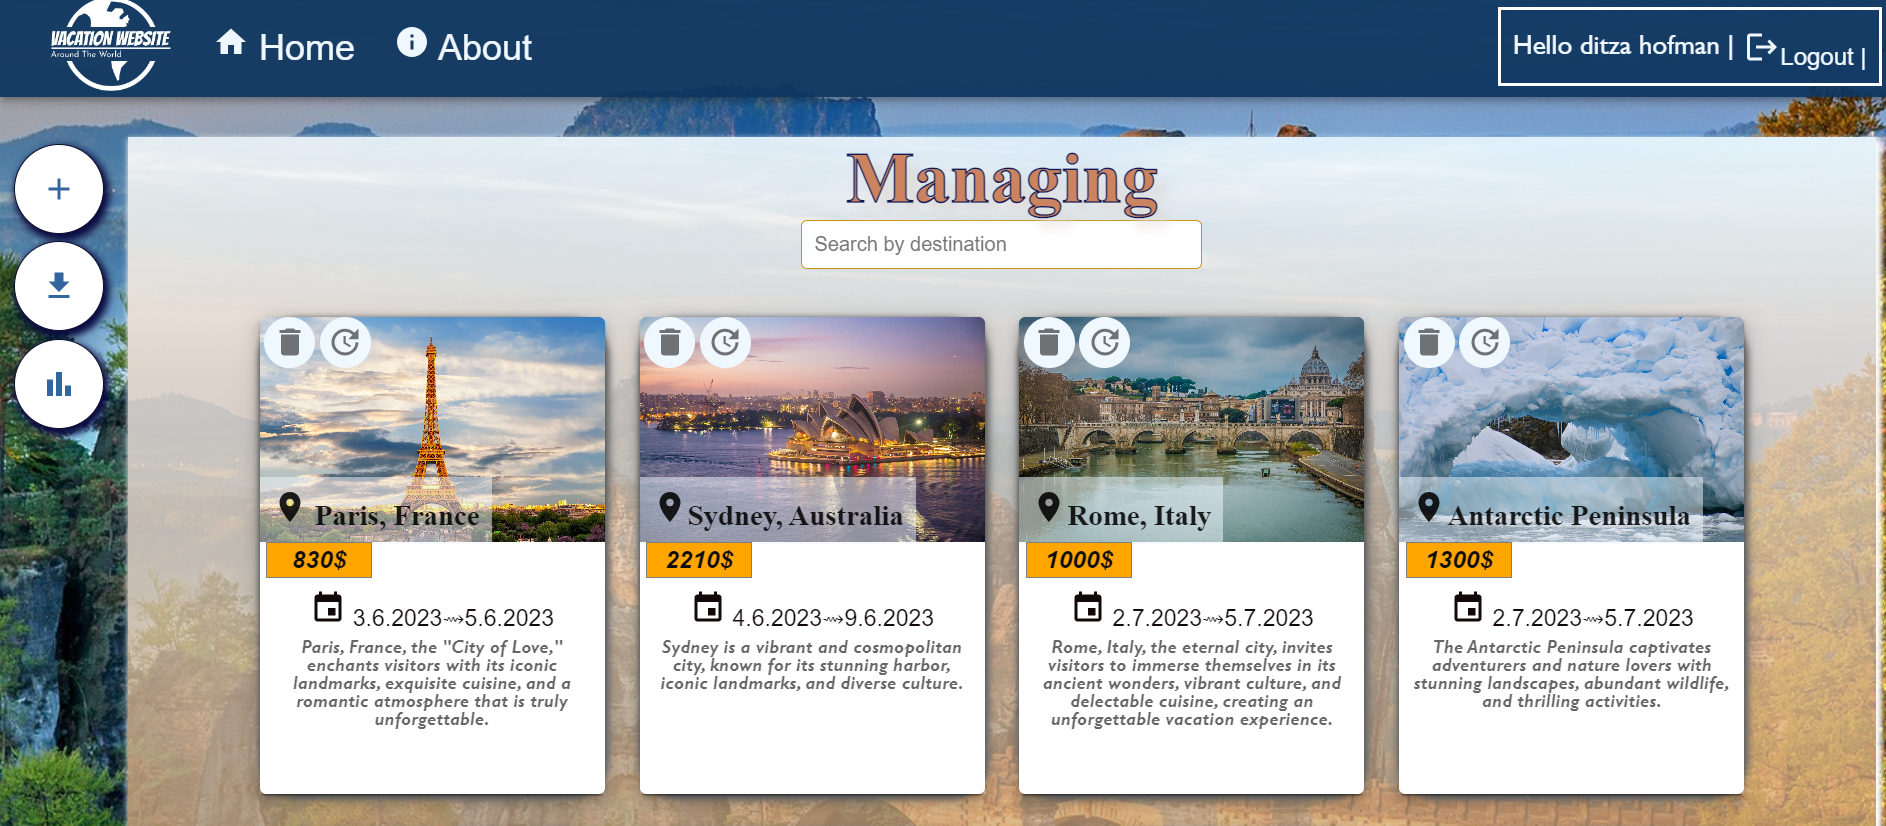 VACATION WEBSITE
Around The World
Home
About
Hello ditza hofman |
Logout |
Managing
Search by destination
Paris, France
830$
3.6.2023⇝5.6.2023
Paris, France, the "City of Love,"
enchants visitors with its iconic
landmarks, exquisite cuisine, and a
romantic atmosphere that is truly
unforgettable.
Sydney, Australia
2210$
4.6.2023⇝9.6.2023
Sydney is a vibrant and cosmopolitan
city, known for its stunning harbor,
iconic landmarks, and diverse culture.
Rome, Italy
1000$
2.7.2023⇝5.7.2023
Rome, Italy, the eternal city, invites
visitors to immerse themselves in its
ancient wonders, vibrant culture, and
delectable cuisine, creating an
unforgettable vacation experience.
Antarctic Peninsula
1300$
2.7.2023⇝5.7.2023
The Antarctic Peninsula captivates
adventurers and nature lovers with
stunning landscapes, abundant wildlife,
and thrilling activities.